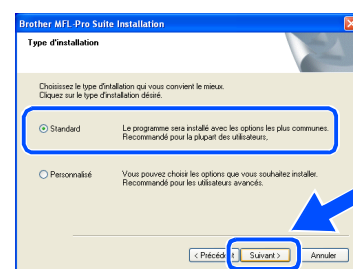 Brother MFL-Pro Suite Installation
Type d'installation
Choisissez le type d'intallation qui vous convient le mieux.
Cliquez sur le type d'installation désiré.
Standard
Le programme sera installé avec les options les plus communes.
Recommandé pour la plupart des utilisateurs,
Personnalisé
Vous pouvez choisir les options que vous souhaitez installer.
Recommandé pour les utilisateurs avancés.
< Précédent
Suivant >
Annuler